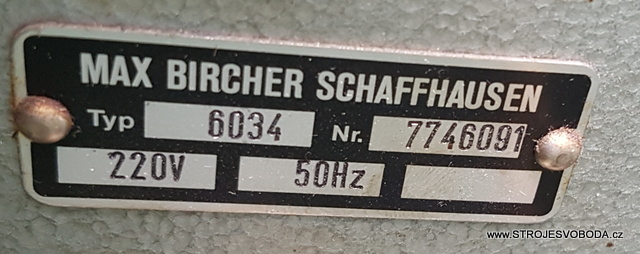 MAX BIRCHER SCHAFFHAUSEN
Typ 6034 Nr. 7746091
220V 50Hz
www.STROJESVOBODA.cz